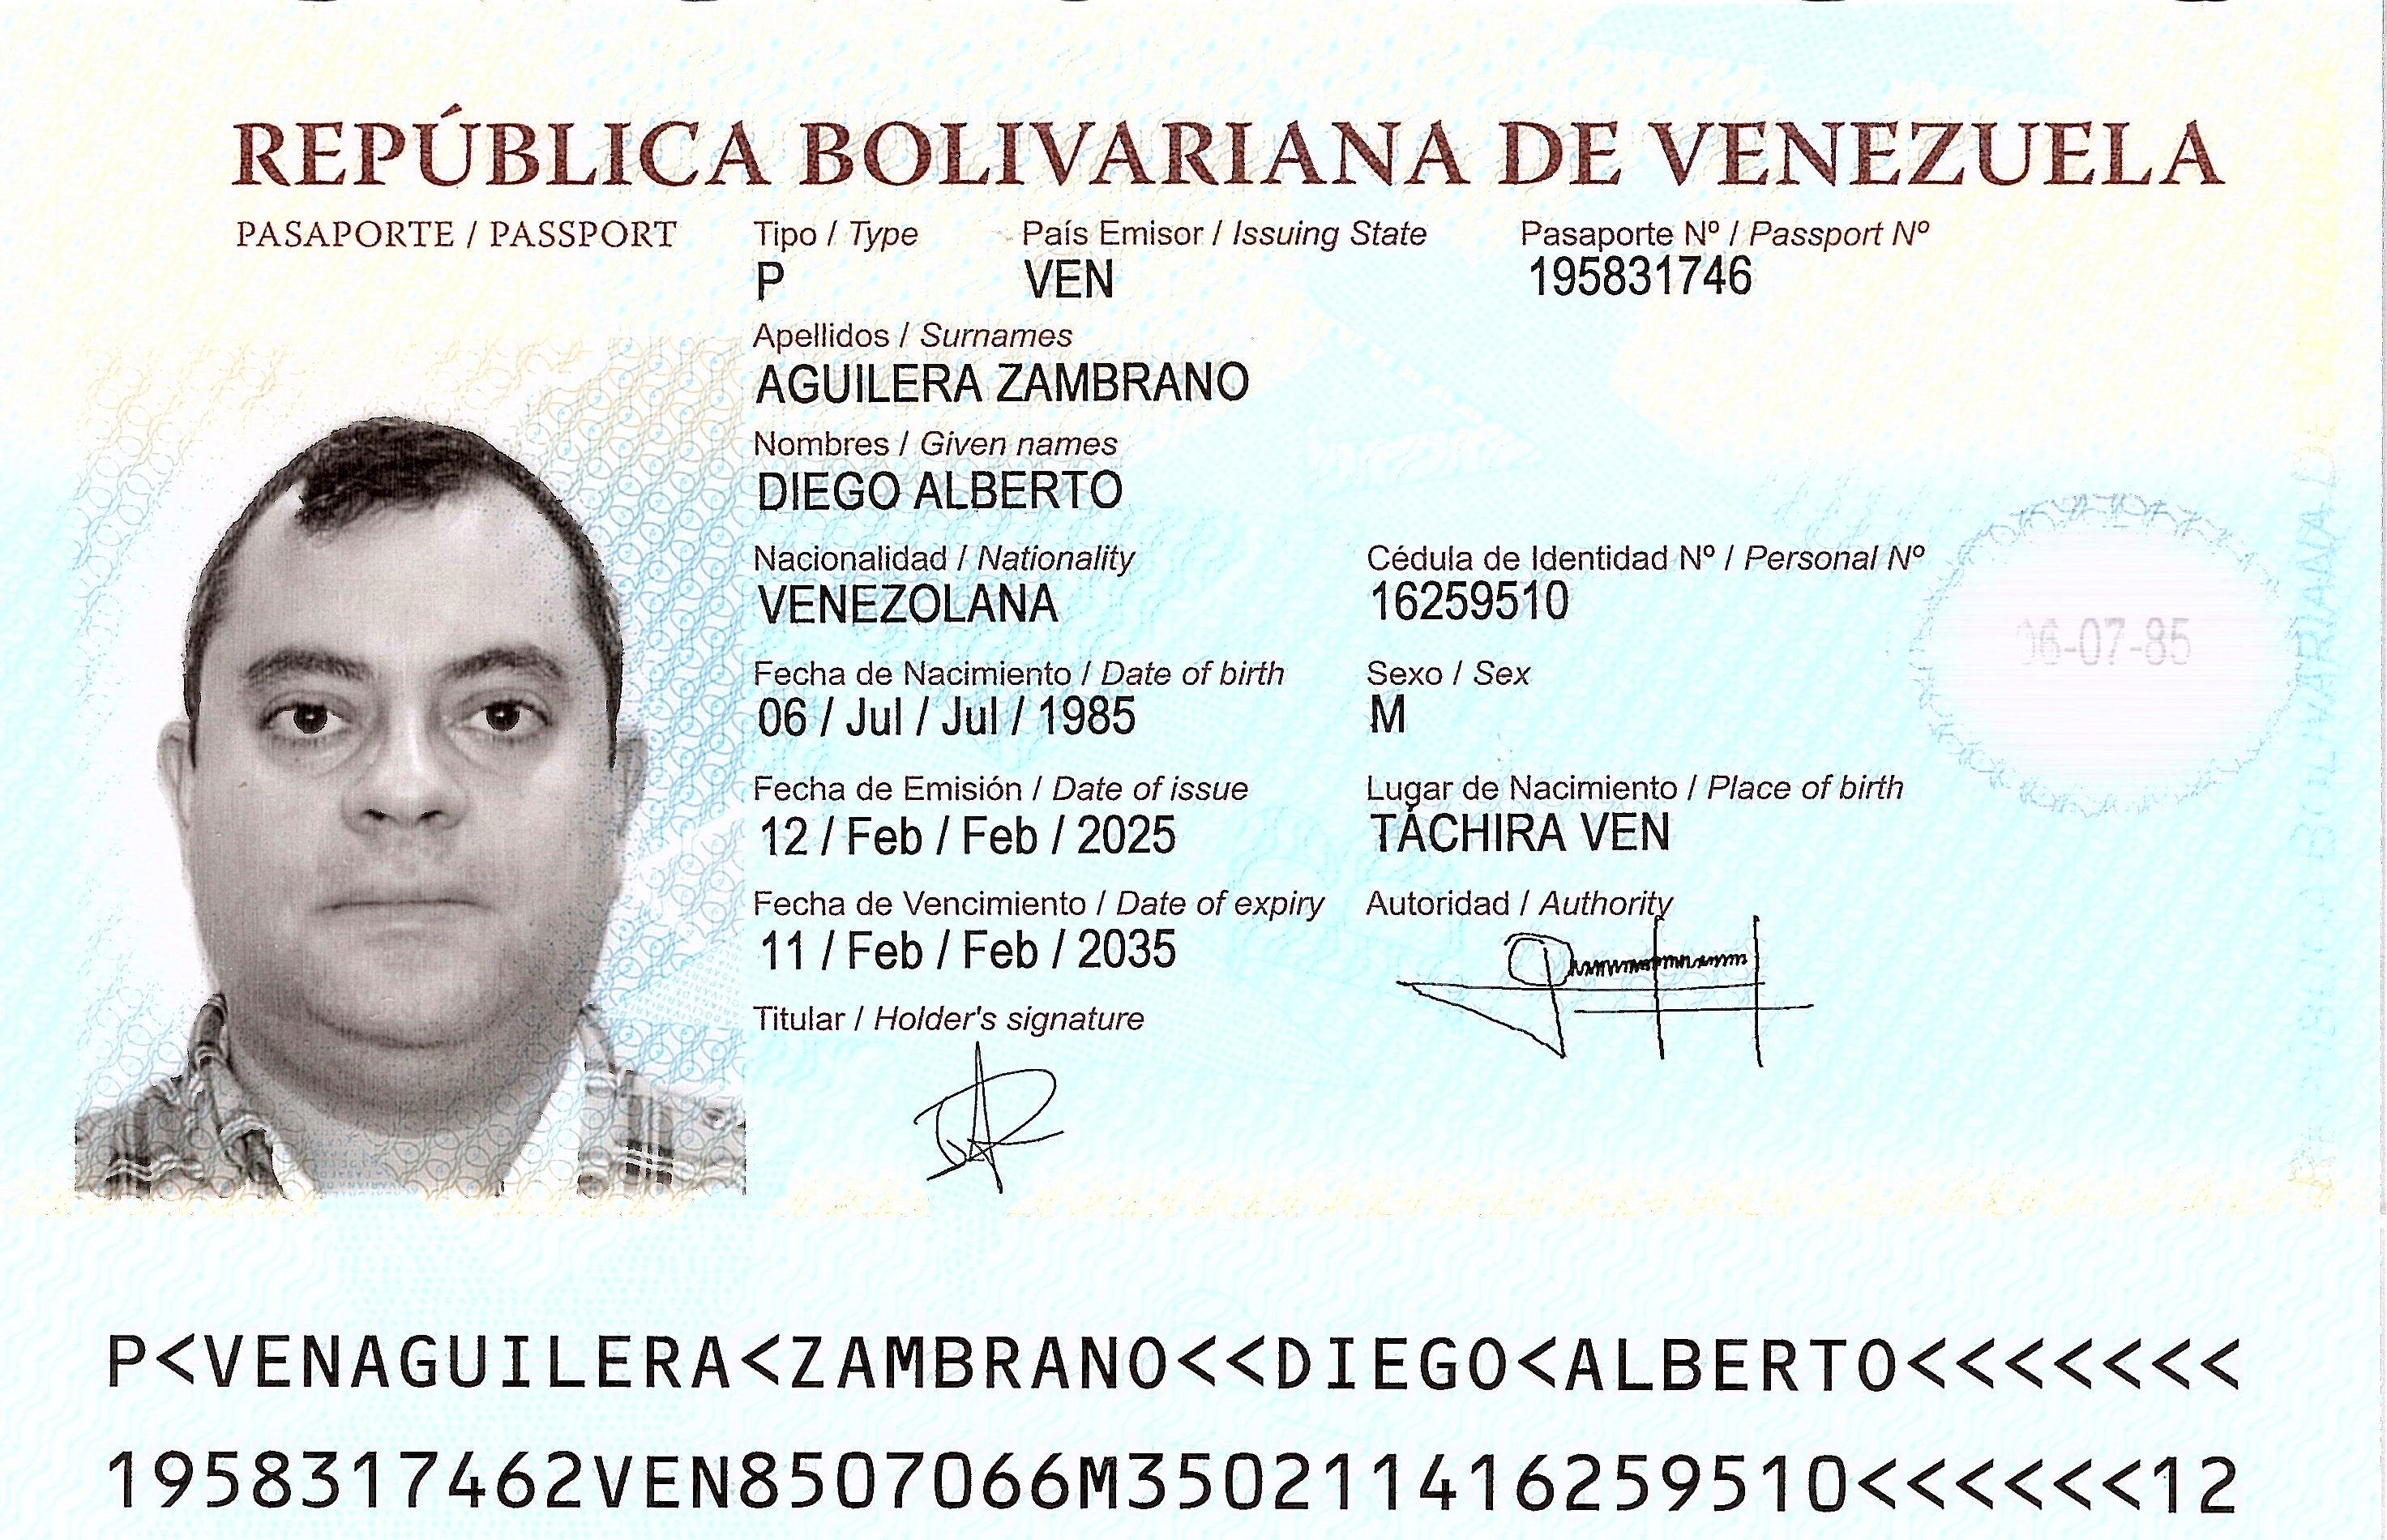 REPÚBLICA BOLIVARIANA DE VENEZUELA
PASAPORTE / PASSPORT
Tipo / Type
País Emisor / Issuing State
Pasaporte Nº / Passport Nº
P
VEN
195831746
Apellidos / Surnames
AGUILERA ZAMBRANO
Nombres / Given names
DIEGO ALBERTO
Nacionalidad / Nationality
Cédula de Identidad Nº / Personal Nº
VENEZOLANA
16259510
06-07-85
Fecha de Nacimiento / Date of birth
Sexo / Sex
06 / Jul / Jul / 1985
M
Fecha de Emisión / Date of issue
Lugar de Nacimiento / Place of birth
12 / Feb / Feb / 2025
TÁCHIRA VEN
Fecha de Vencimiento / Date of expiry
Autoridad / Authority
11 / Feb / Feb / 2035
Titular / Holder's signature
P<VENAGUILERA<ZAMBRANO<<DIEGO<ALBERTO<<<<<<<
1958317462VEN8507066M350211416259510<<<<<<12